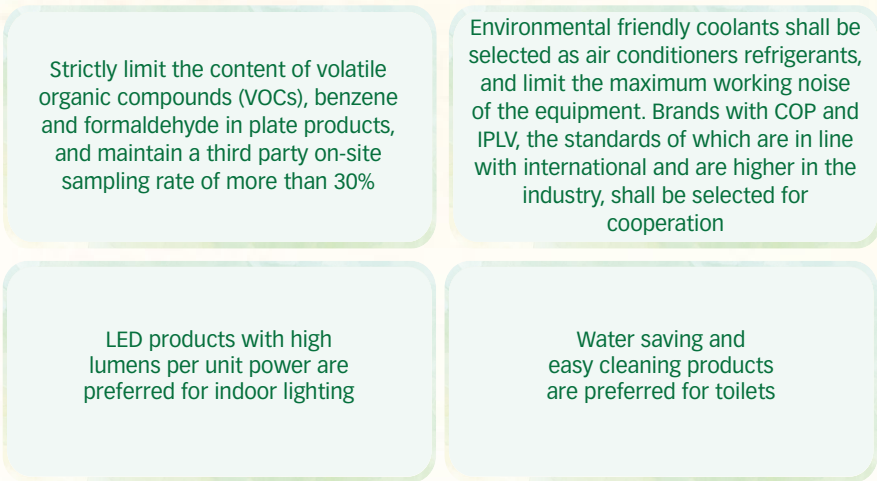 Strictly limit the content of volatile
organic compounds (VOCs), benzene
and formaldehyde in plate products,
and maintain a third party on-site
sampling rate of more than 30%
Environmental friendly coolants shall be
selected as air conditioners refrigerants,
and limit the maximum working noise
of the equipment. Brands with COP and
IPLV, the standards of which are in line
with international and are higher in the
industry, shall be selected for
cooperation
LED products with high
lumens per unit power are
preferred for indoor lighting
Water saving and
easy cleaning products
are preferred for toilets